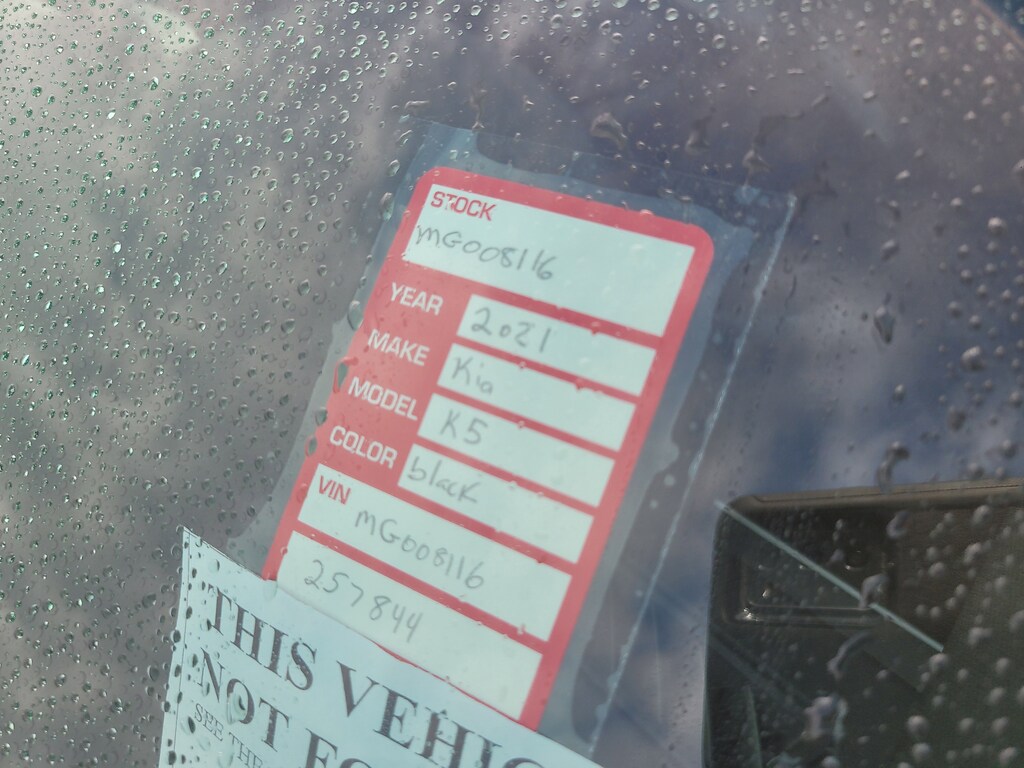 STOCK
MG008116
YEAR 2021
MAKE Kia
MODEL K5
COLOR black
VIN
MG008116
257844
THIS VEHIC
NOT FO
SEE THE